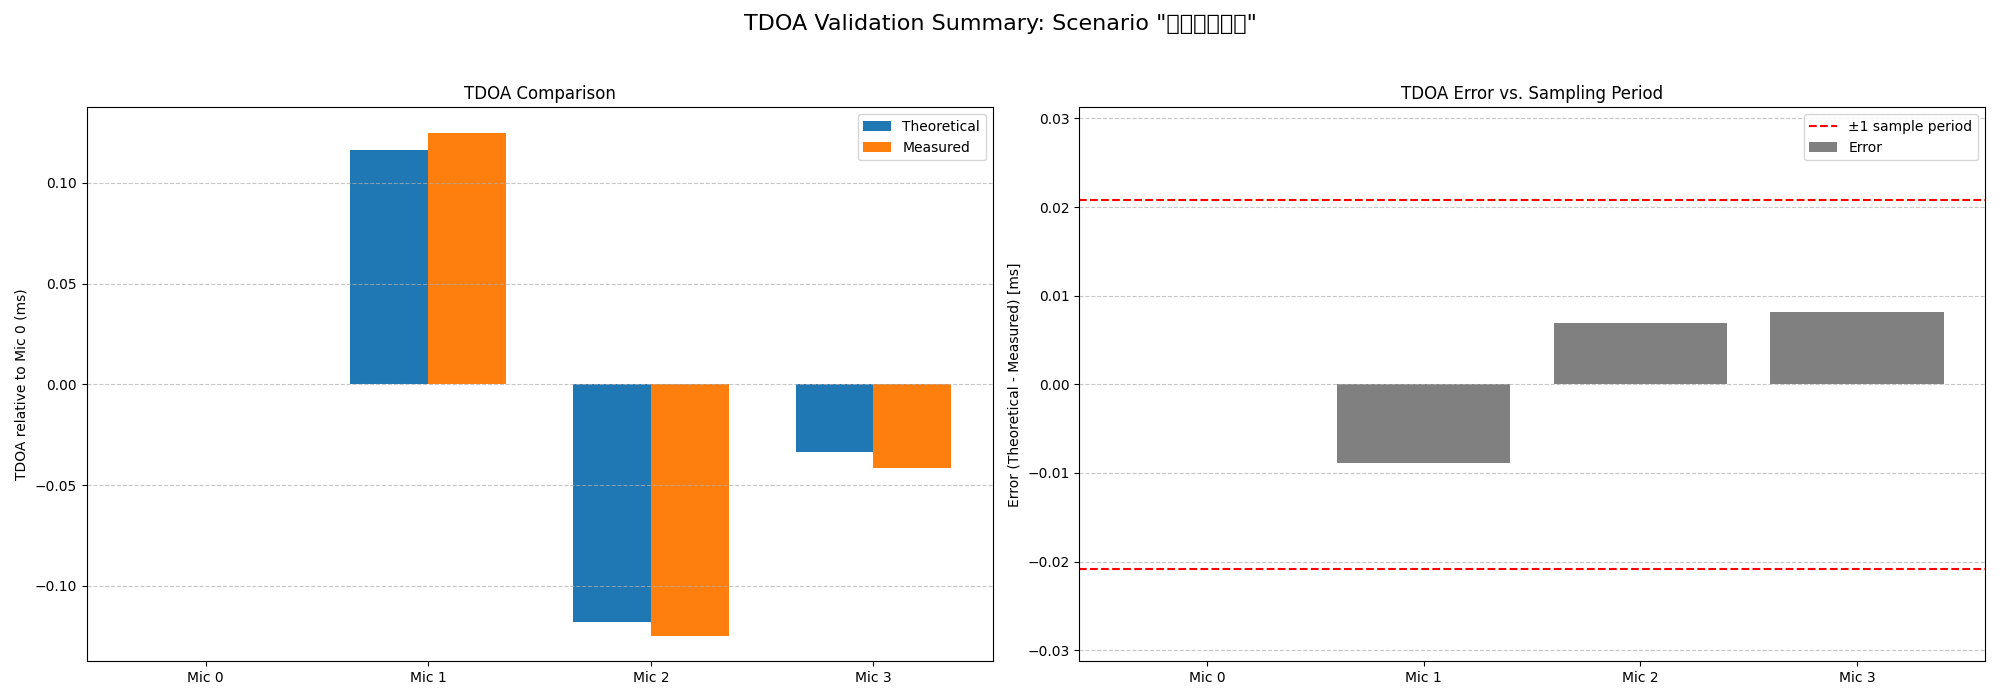 TDOA Validation Summary: Scenario "□□□□□□"
TDOA Comparison
Theoretical
Measured
TDOA relative to Mic 0 (ms)
0.10
0.05
0.00
−0.05
−0.10
Mic 0
Mic 1
Mic 2
Mic 3
TDOA Error vs. Sampling Period
±1 sample period
Error
Error (Theoretical - Measured) [ms]
0.03
0.02
0.01
0.00
−0.01
−0.02
−0.03
Mic 0
Mic 1
Mic 2
Mic 3